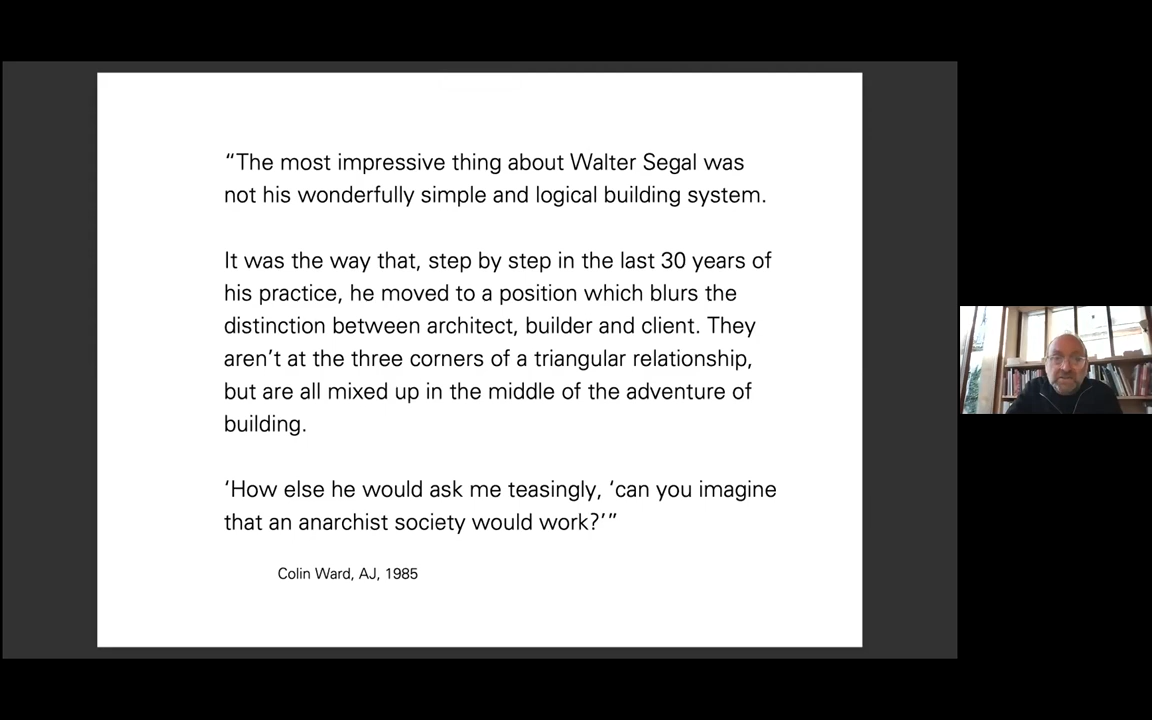 “The most impressive thing about Walter Segal was
not his wonderfully simple and logical building system.
It was the way that, step by step in the last 30 years of
his practice, he moved to a position which blurs the
distinction between architect, builder and client. They
aren’t at the three corners of a triangular relationship,
but are all mixed up in the middle of the adventure of
building.
‘How else he would ask me teasingly, ‘can you imagine
that an anarchist society would work?’”
Colin Ward, AJ, 1985